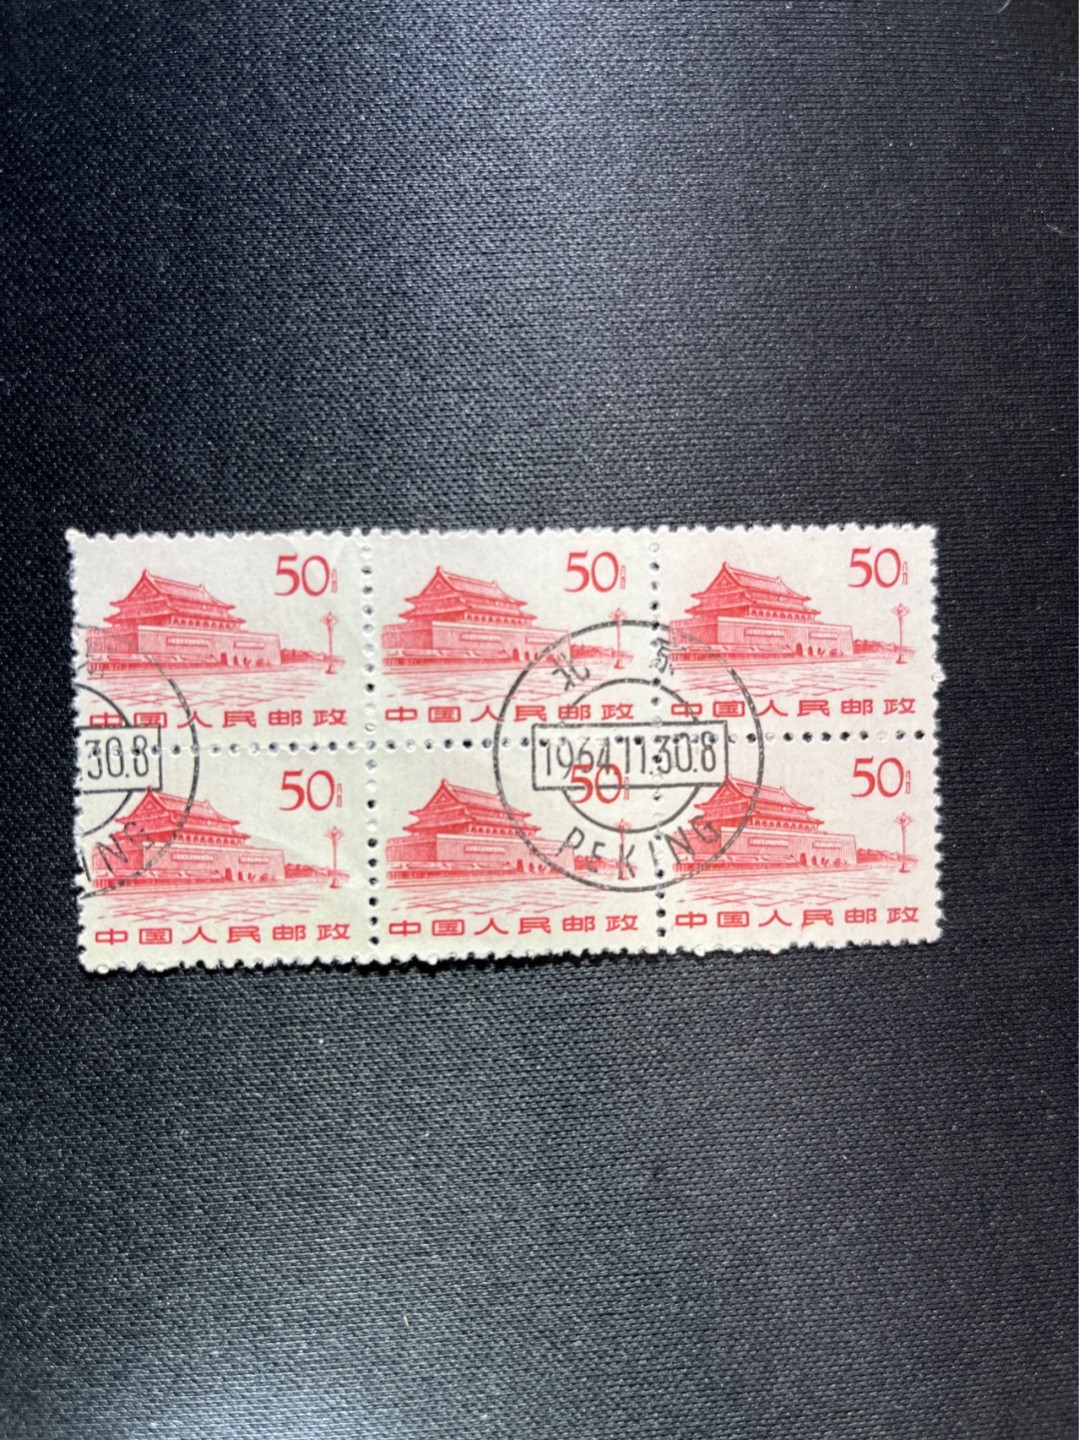 50分 50分 50分
北京
中国人民邮政 中国人民邮政 中国人民邮政
30.8 1964.11.30.8
50分 50分 50分
ING PEKING
中国人民邮政 中国人民邮政 中国人民邮政